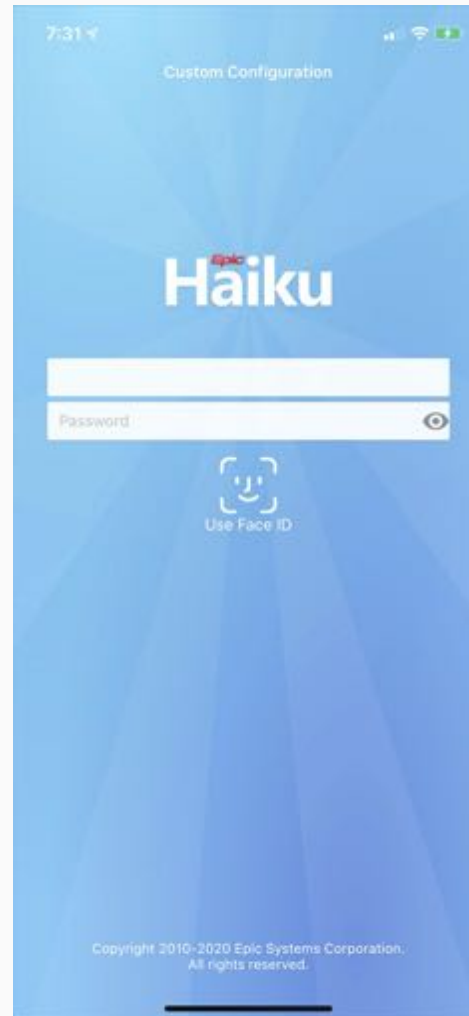 7:31
Custom Configuration
Epic
Haiku
Password
Use Face ID
Copyright 2010-2020 Epic Systems Corporation.
All rights reserved.